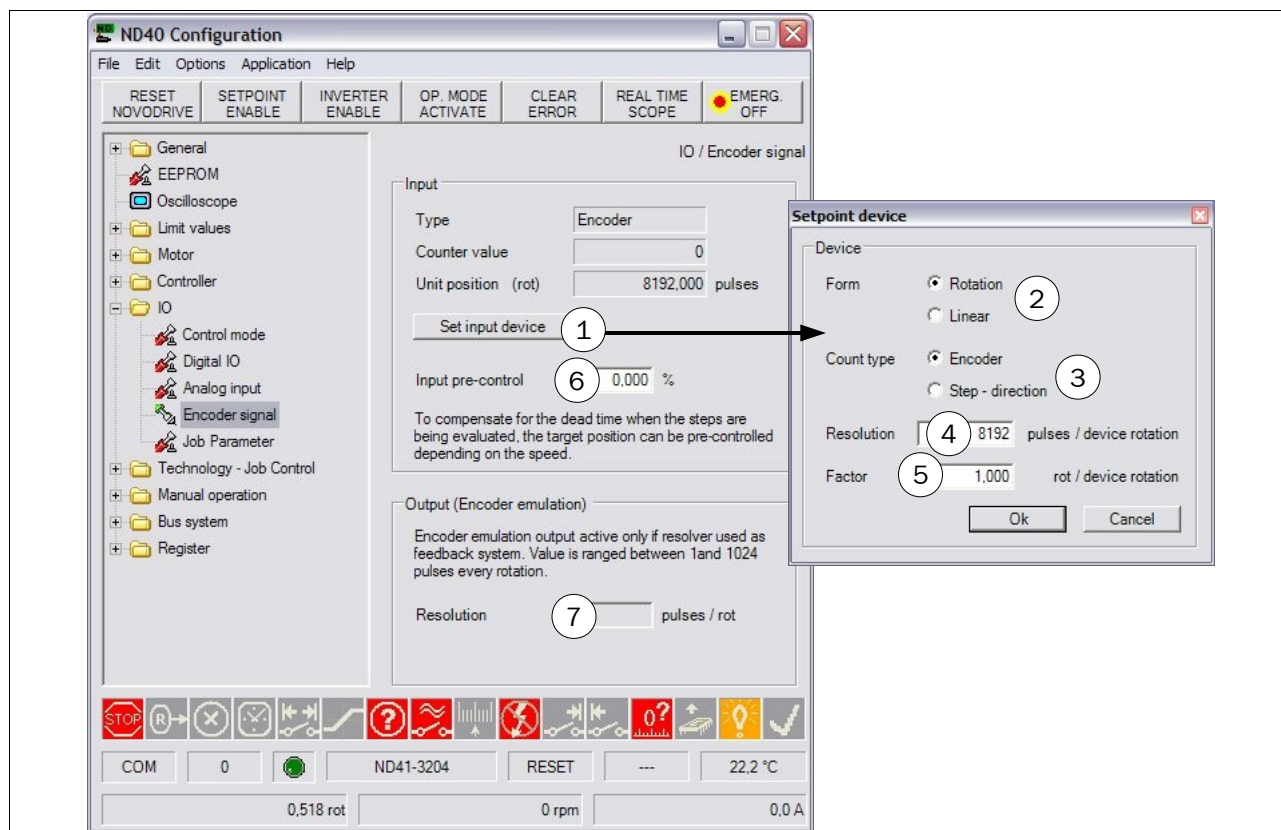 ND40 Configuration
File Edit Options Application Help
RESET NOVODRIVE
SETPOINT ENABLE
INVERTER ENABLE
OP. MODE ACTIVATE
CLEAR ERROR
REAL TIME SCOPE
EMERG. OFF
General
EEPROM
Oscilloscope
Limit values
Motor
Controller
IO
Control mode
Digital IO
Analog input
Encoder signal
Job Parameter
Technology - Job Control
Manual operation
Bus system
Register
IO / Encoder signal
Input
Type Encoder
Counter value 0
Unit position (rot) 8192,000 pulses
Set input device 1
Input pre-control 6 0,000 %
To compensate for the dead time when the steps are
being evaluated, the target position can be pre-controlled
depending on the speed.
Output (Encoder emulation)
Encoder emulation output active only if resolver used as
feedback system. Value is ranged between 1and 1024
pulses every rotation.
Resolution 7 pulses / rot
Setpoint device
Device
Form Rotation 2
Linear
Count type Encoder
Step - direction 3
Resolution 4 8192 pulses / device rotation
Factor 5 1,000 rot / device rotation
Ok Cancel
STOP R ? 0?
COM 0 ND41-3204 RESET --- 22,2 °C
0,518 rot 0 rpm 0,0 A